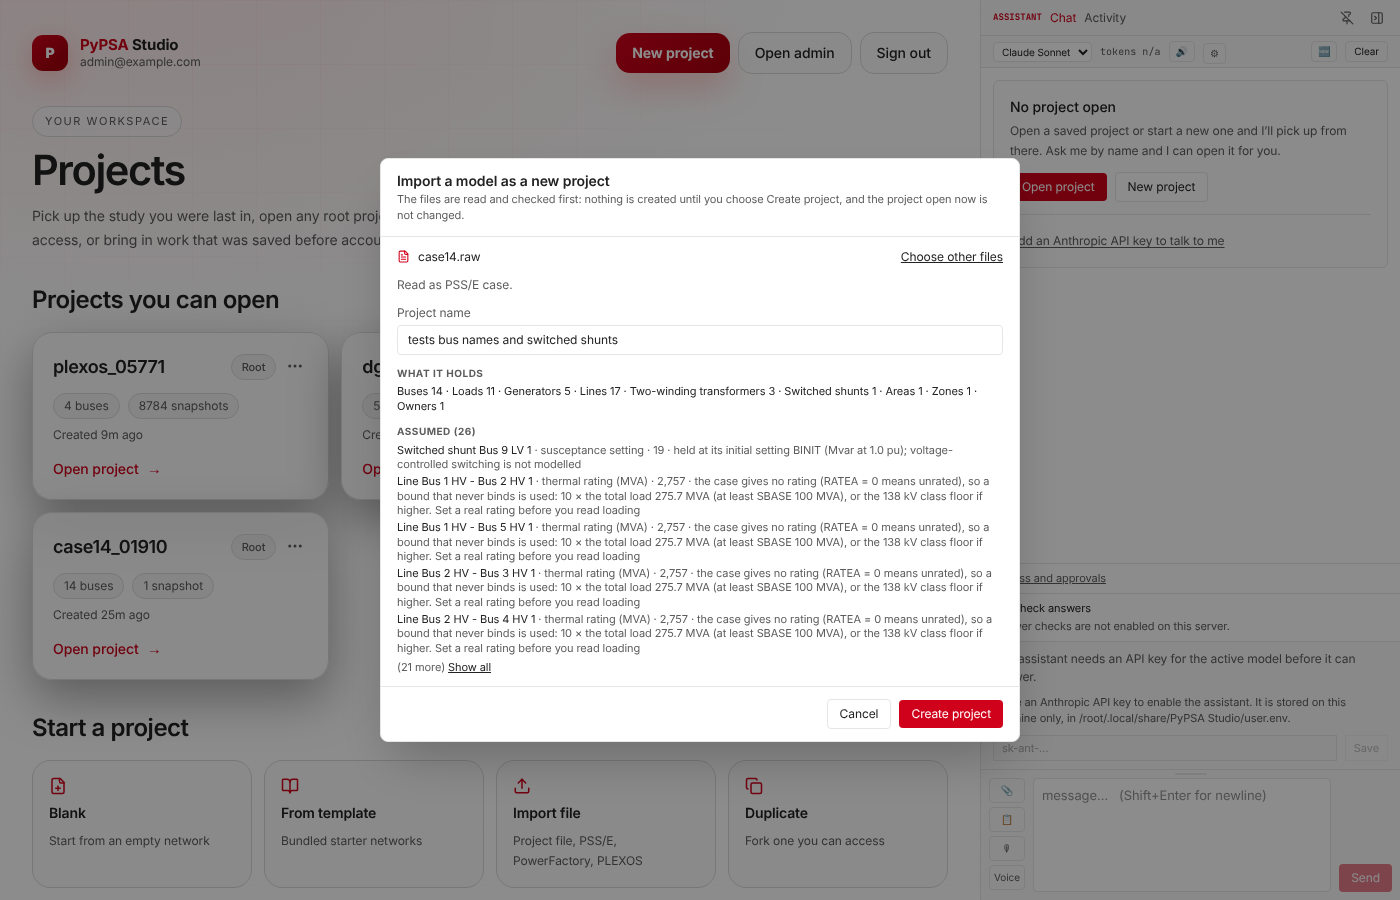 P
PyPSA Studio
admin@example.com
New project
Open admin
Sign out
YOUR WORKSPACE
Projects
Pick up the study you were last in, open any root proj
access, or bring in work that was saved before accou
Projects you can open
plexos_05771
Root
4 buses
8784 snapshots
Created 9m ago
Open project →
dg
5
Cre
Op
case14_01910
Root
14 buses
1 snapshot
Created 25m ago
Open project →
Start a project
Blank
Start from an empty network
From template
Bundled starter networks
Import file
Project file, PSS/E,
PowerFactory, PLEXOS
Duplicate
Fork one you can access
Import a model as a new project
The files are read and checked first: nothing is created until you choose Create project, and the project open now is
not changed.
case14.raw
Choose other files
Read as PSS/E case.
Project name
tests bus names and switched shunts
WHAT IT HOLDS
Buses 14 · Loads 11 · Generators 5 · Lines 17 · Two-winding transformers 3 · Switched shunts 1 · Areas 1 · Zones 1 ·
Owners 1
ASSUMED (26)
Switched shunt Bus 9 LV 1 · susceptance setting · 19 · held at its initial setting BINIT (Mvar at 1.0 pu); voltage-
controlled switching is not modelled
Line Bus 1 HV - Bus 2 HV 1 · thermal rating (MVA) · 2,757 · the case gives no rating (RATEA = 0 means unrated), so a
bound that never binds is used: 10 × the total load 275.7 MVA (at least SBASE 100 MVA), or the 138 kV class floor if
higher. Set a real rating before you read loading
Line Bus 1 HV - Bus 5 HV 1 · thermal rating (MVA) · 2,757 · the case gives no rating (RATEA = 0 means unrated), so a
bound that never binds is used: 10 × the total load 275.7 MVA (at least SBASE 100 MVA), or the 138 kV class floor if
higher. Set a real rating before you read loading
Line Bus 2 HV - Bus 3 HV 1 · thermal rating (MVA) · 2,757 · the case gives no rating (RATEA = 0 means unrated), so a
bound that never binds is used: 10 × the total load 275.7 MVA (at least SBASE 100 MVA), or the 138 kV class floor if
higher. Set a real rating before you read loading
Line Bus 2 HV - Bus 4 HV 1 · thermal rating (MVA) · 2,757 · the case gives no rating (RATEA = 0 means unrated), so a
bound that never binds is used: 10 × the total load 275.7 MVA (at least SBASE 100 MVA), or the 138 kV class floor if
higher. Set a real rating before you read loading
(21 more) Show all
Cancel
Create project
ASSISTANT Chat Activity
Claude Sonnet
tokens n/a
Clear
No project open
Open a saved project or start a new one and I'll pick up from
there. Ask me by name and I can open it for you.
Open project
New project
dd an Anthropic API key to talk to me
ss and approvals
heck answers
ver checks are not enabled on this server.
assistant needs an API key for the active model before it can
ver.
e an Anthropic API key to enable the assistant. It is stored on this
ine only, in /root/.local/share/PyPSA Studio/user.env.
sk-ant-...
Save
message... (Shift+Enter for newline)
Voice
Send